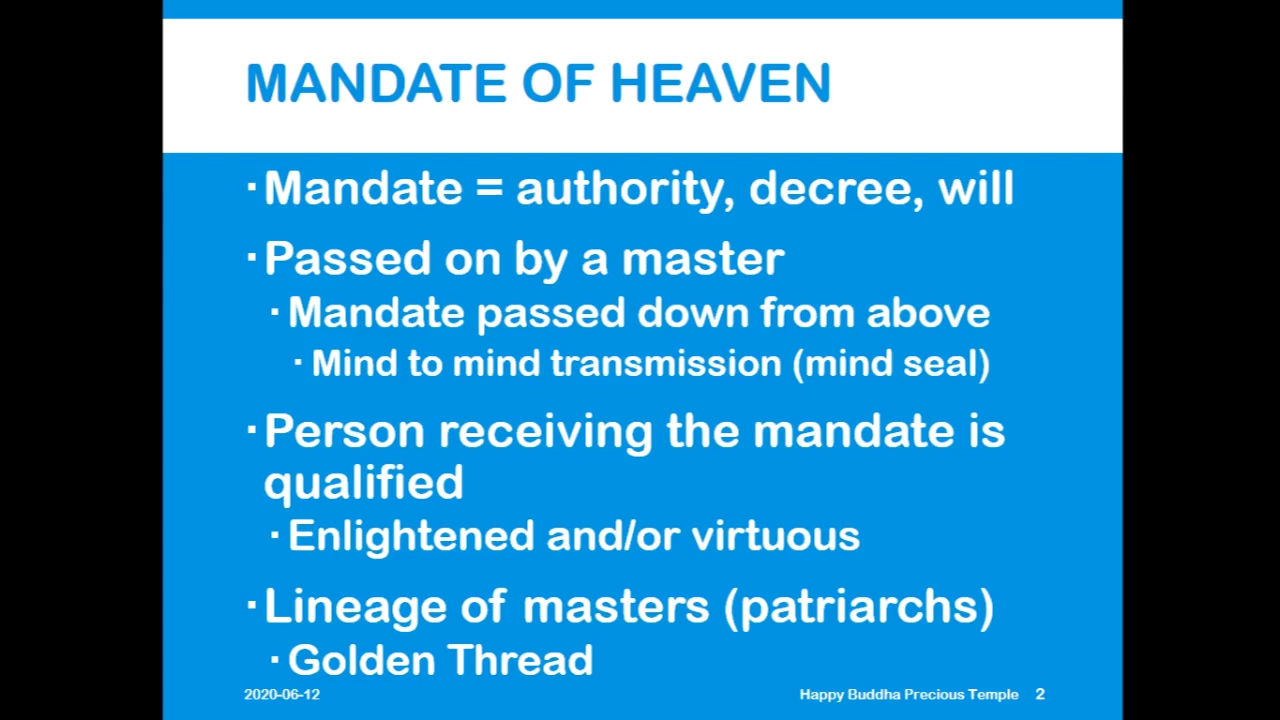 MANDATE OF HEAVEN
▪ Mandate = authority, decree, will
▪ Passed on by a master
▪ Mandate passed down from above
▪ Mind to mind transmission (mind seal)
▪ Person receiving the mandate is
qualified
▪ Enlightened and/or virtuous
▪ Lineage of masters (patriarchs)
▪ Golden Thread
2020-06-12 Happy Buddha Precious Temple 2